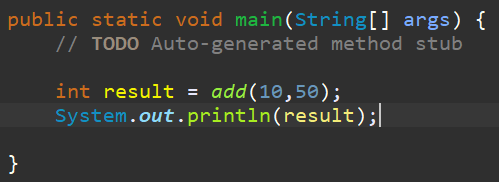 public static void main(String[] args) {
// TODO Auto-generated method stub
int result = add(10,50);
System.out.println(result);
}